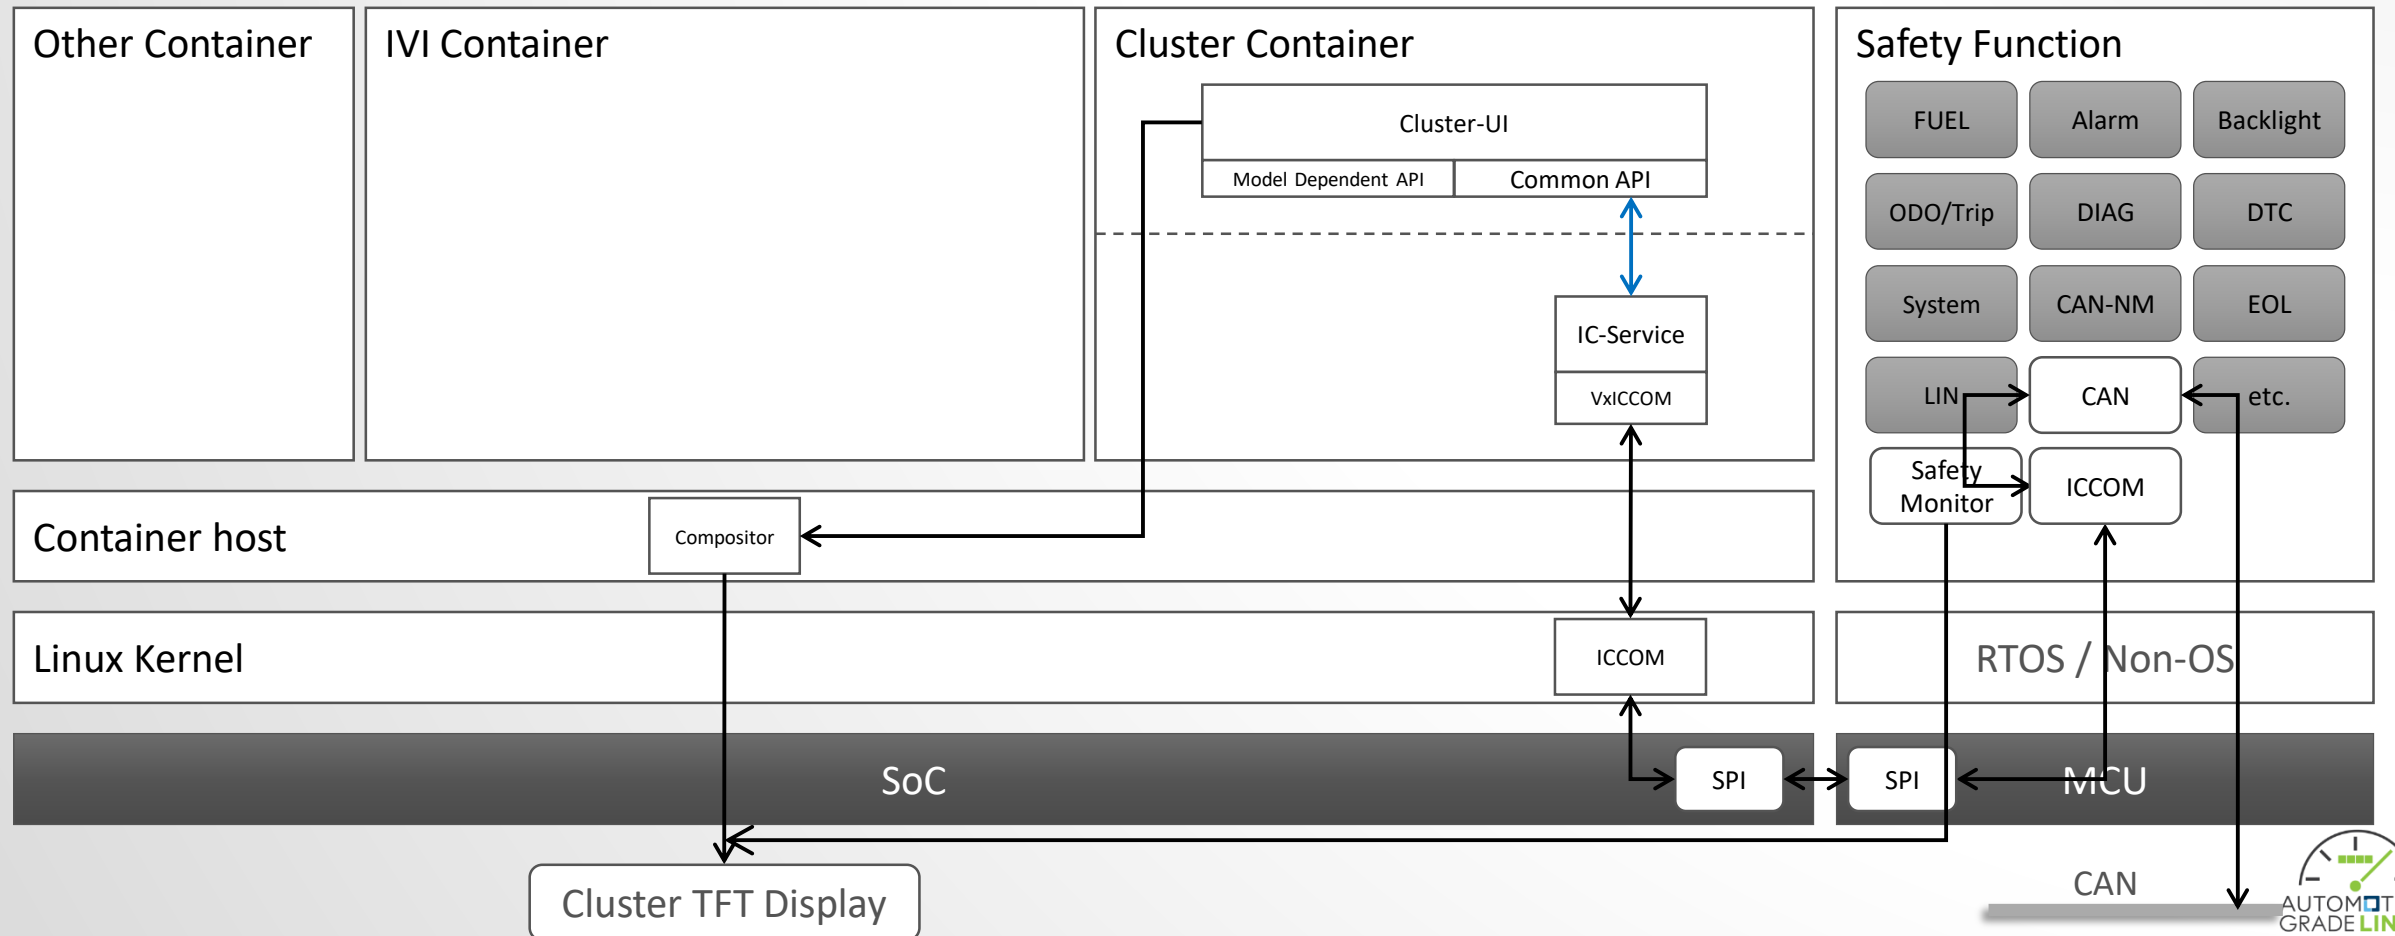 Other Container
IVI Container
Cluster Container
Safety Function
Cluster-UI
Model Dependent API
Common API
IC-Service
VxICCOM
FUEL
Alarm
Backlight
ODO/Trip
DIAG
DTC
System
CAN-NM
EOL
LIN
CAN
etc.
Safety
Monitor
ICCOM
Container host
Compositor
Linux Kernel
ICCOM
RTOS / Non-OS
SoC
SPI
SPI
MCU
Cluster TFT Display
CAN
AUTOMOT
GRADE LIN